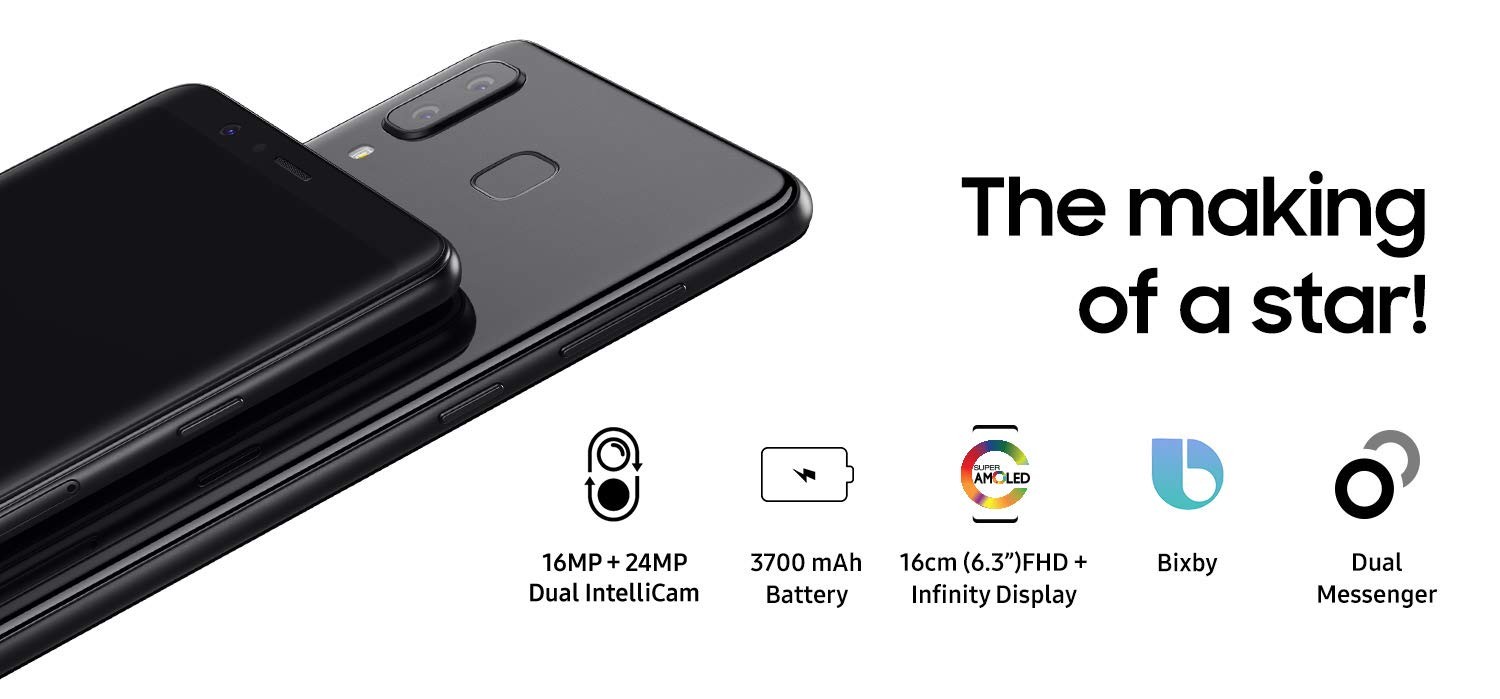 The making
of a star!
SUPER
AMOLED
16MP + 24MP
Dual IntelliCam
3700 mAh
Battery
16cm (6.3”)FHD +
Infinity Display
Bixby
Dual
Messenger